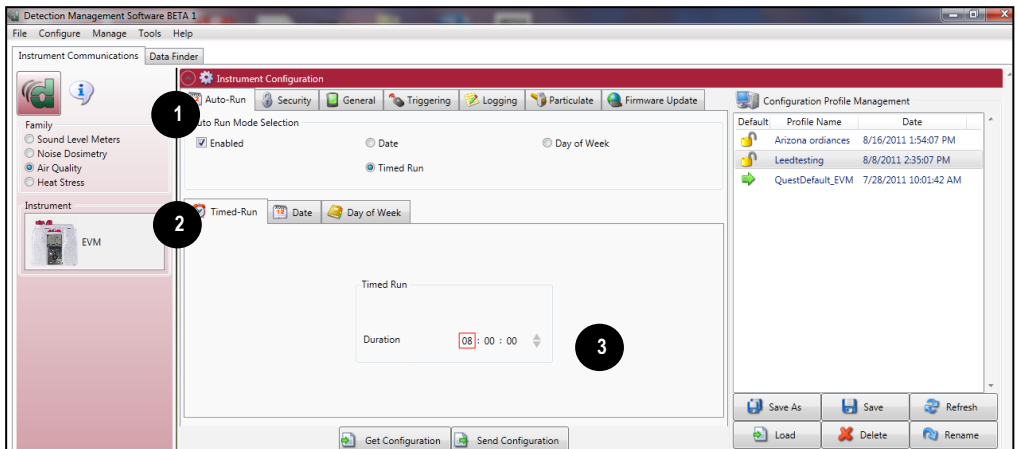 Detection Management Software BETA 1
File Configure Manage Tools Help
Instrument Communications Data Finder
Instrument Configuration
Auto-Run Security General Triggering Logging Particulate Firmware Update
1
uto Run Mode Selection
Enabled Date Day of Week
Timed Run
Family
Sound Level Meters
Noise Dosimetry
Air Quality
Heat Stress
Instrument
EVM
2
Timed-Run Date Day of Week
Timed Run
Duration 08 : 00 : 00
3
Get Configuration Send Configuration
Configuration Profile Management
Default Profile Name Date
Arizona ordiances 8/16/2011 1:54:07 PM
Leedtesting 8/8/2011 2:35:07 PM
QuestDefault_EVM 7/28/2011 10:01:42 AM
Save As Save Refresh
Load Delete Rename